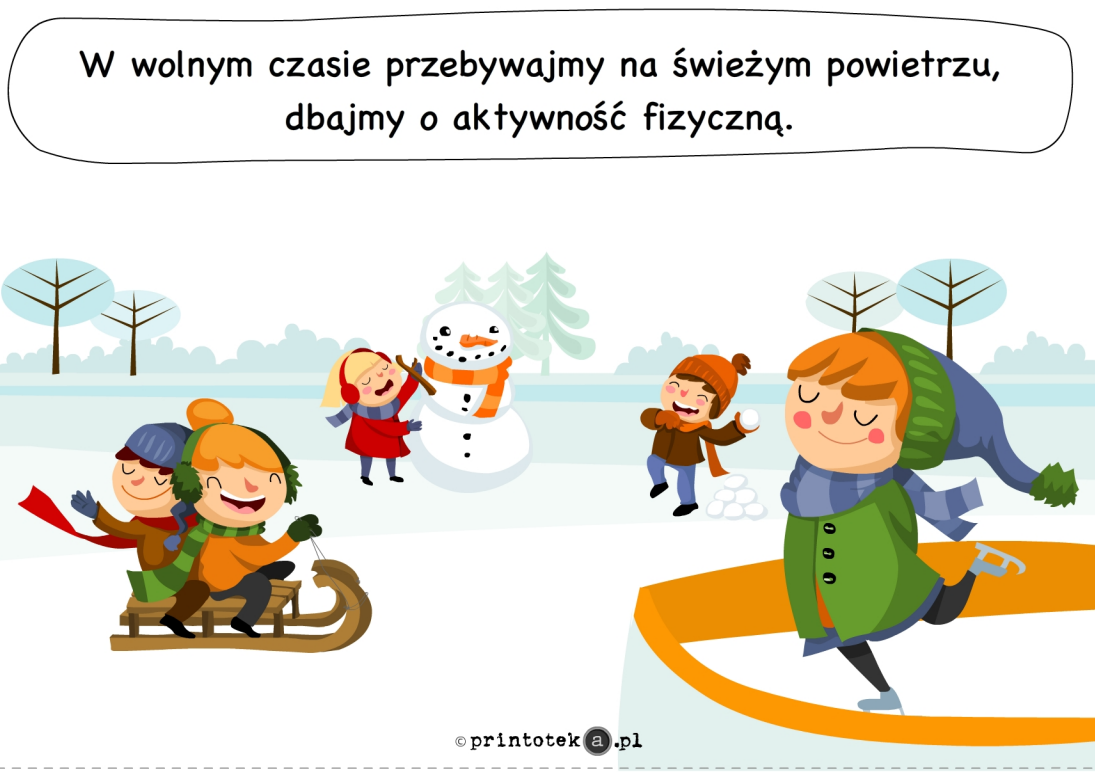 W wolnym czasie przebywajmy na świeżym powietrzu,
dbajmy o aktywność fizyczną.
© printoteka.pl